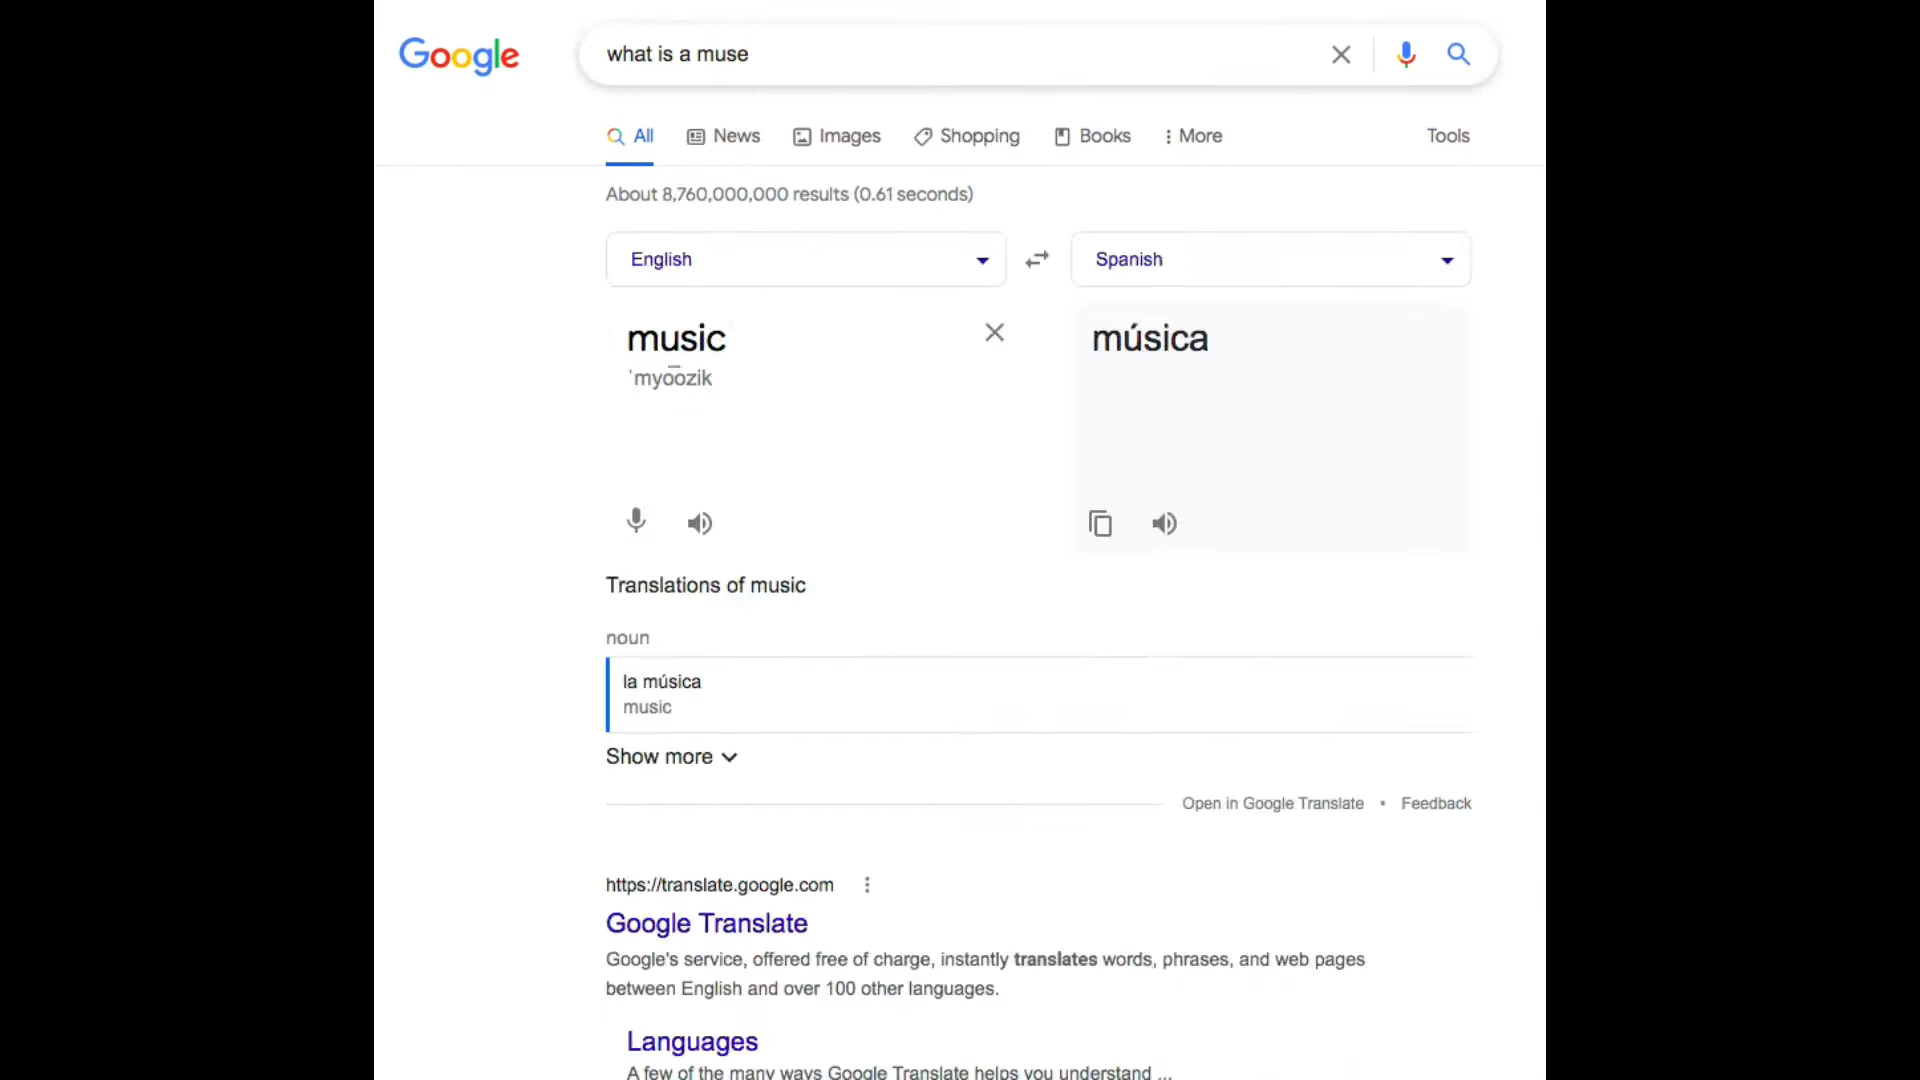 Google
what is a muse
All News Images Shopping Books More Tools
About 8,760,000,000 results (0.61 seconds)
English Spanish
music música
ˈmyo͞ozik
Translations of music
noun
la música
music
Show more
Open in Google Translate • Feedback
https://translate.google.com
Google Translate
Google's service, offered free of charge, instantly translates words, phrases, and web pages
between English and over 100 other languages.
Languages
A few of the many ways Google Translate helps you understand ...